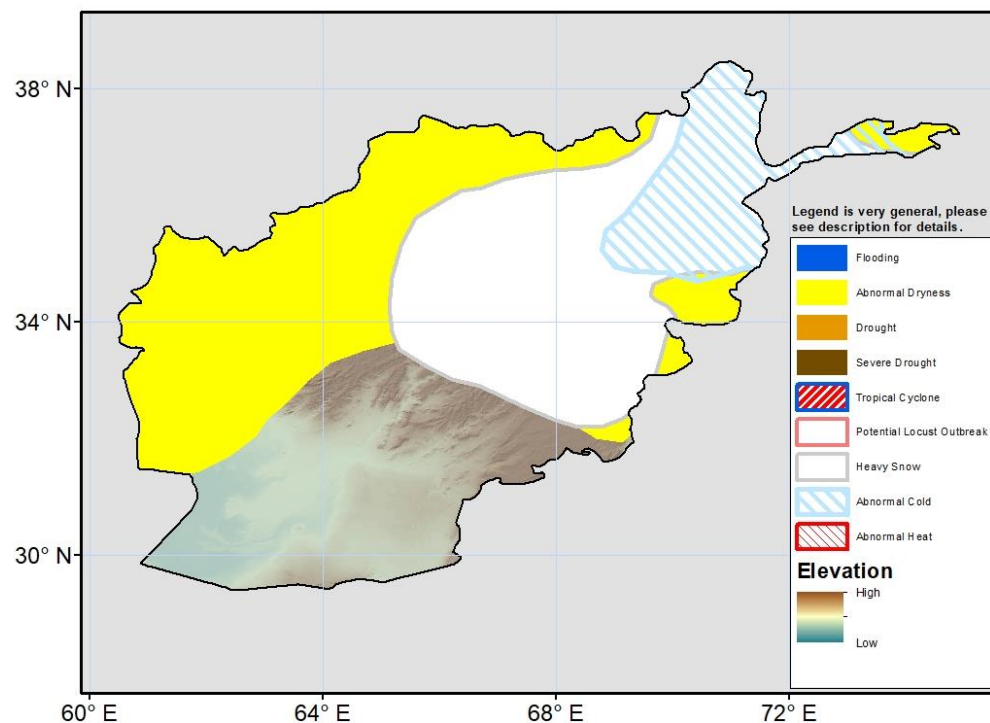 38° N
34° N
30° N
60° E
64° E
68° E
72° E
Legend is very general, please
see description for details.
Flooding
Abnormal Dryness
Drought
Severe Drought
Tropical Cyclone
Potential Locust Outbreak
Heavy Snow
Abnormal Cold
Abnormal Heat
Elevation
High
Low